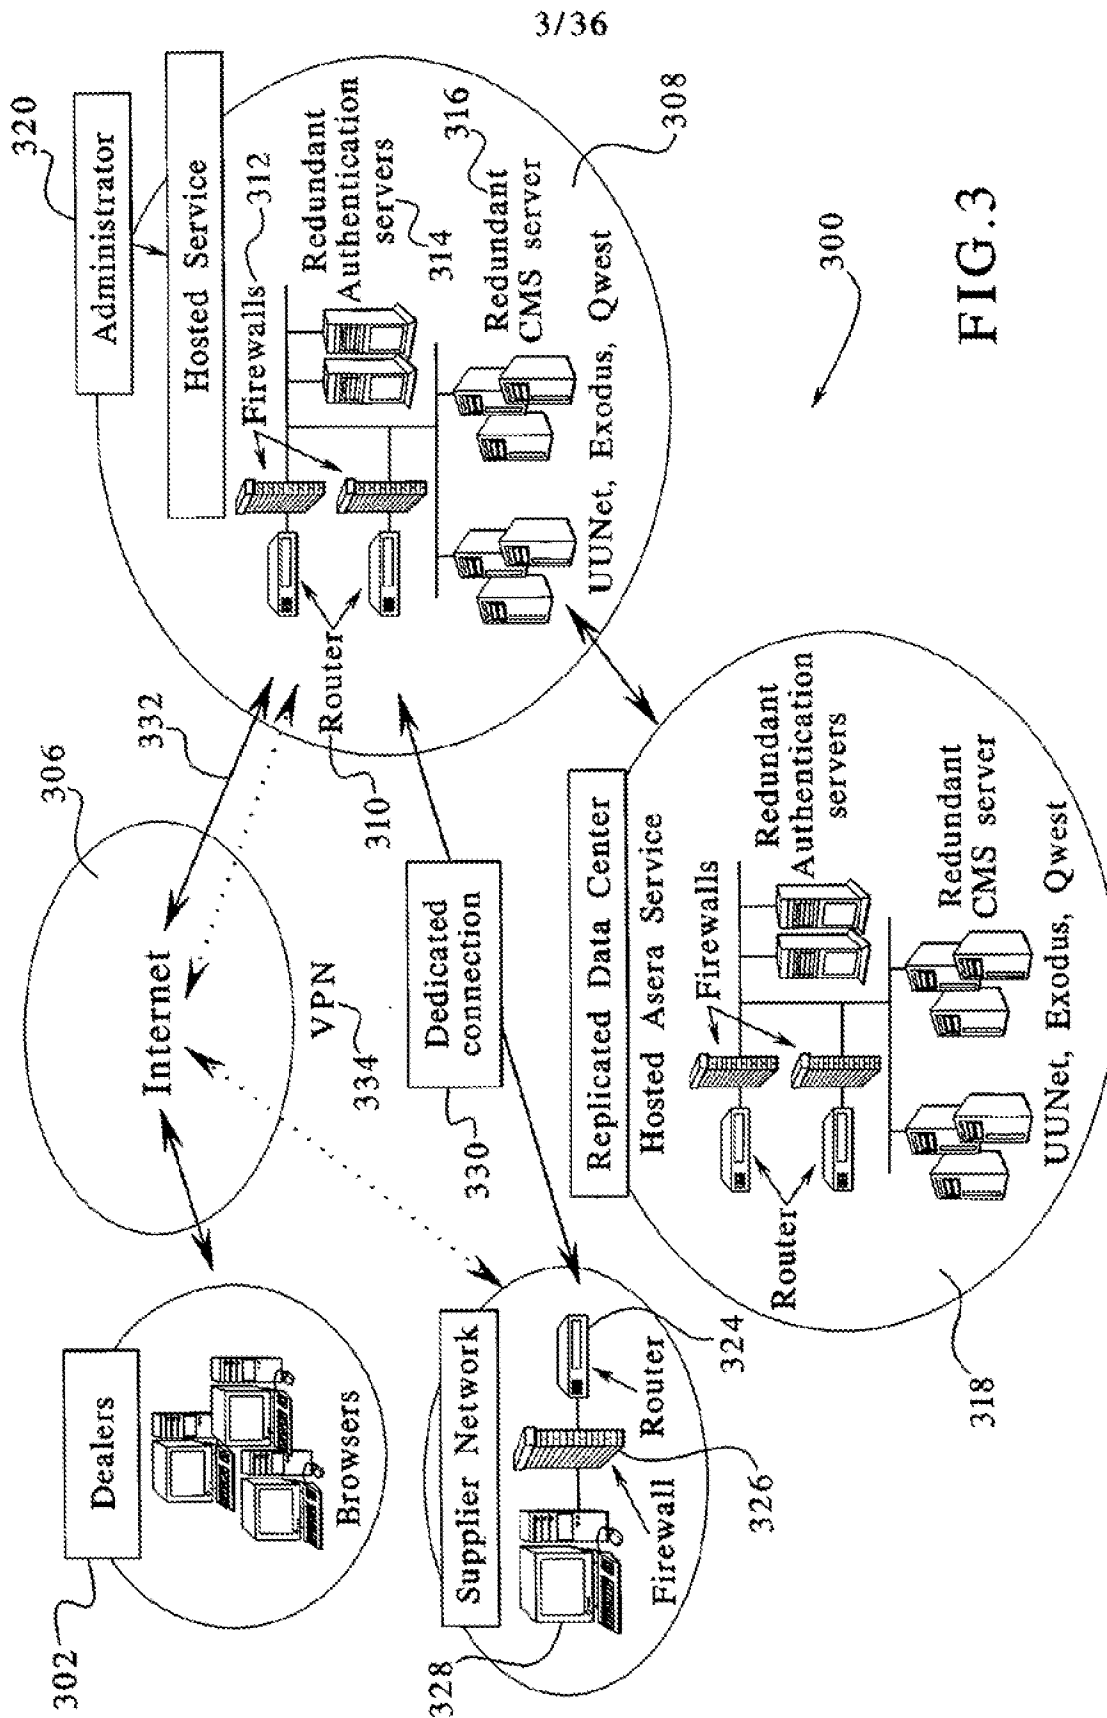 3/36
320
Administrator
Hosted Service
Firewalls
312
Redundant
Authentication
servers
314
Redundant
316
CMS server
UUNet, Exodus, Qwest
308
Router
310
332
306
Internet
VPN
334
Dedicated
connection
330
302
Dealers
Browsers
Supplier Network
328
Firewall
326
Router
324
Replicated Data Center
Hosted Asera Service
Firewalls
Redundant
Authentication
servers
Router
Redundant
CMS server
UUNet, Exodus, Qwest
318
300
FIG.3